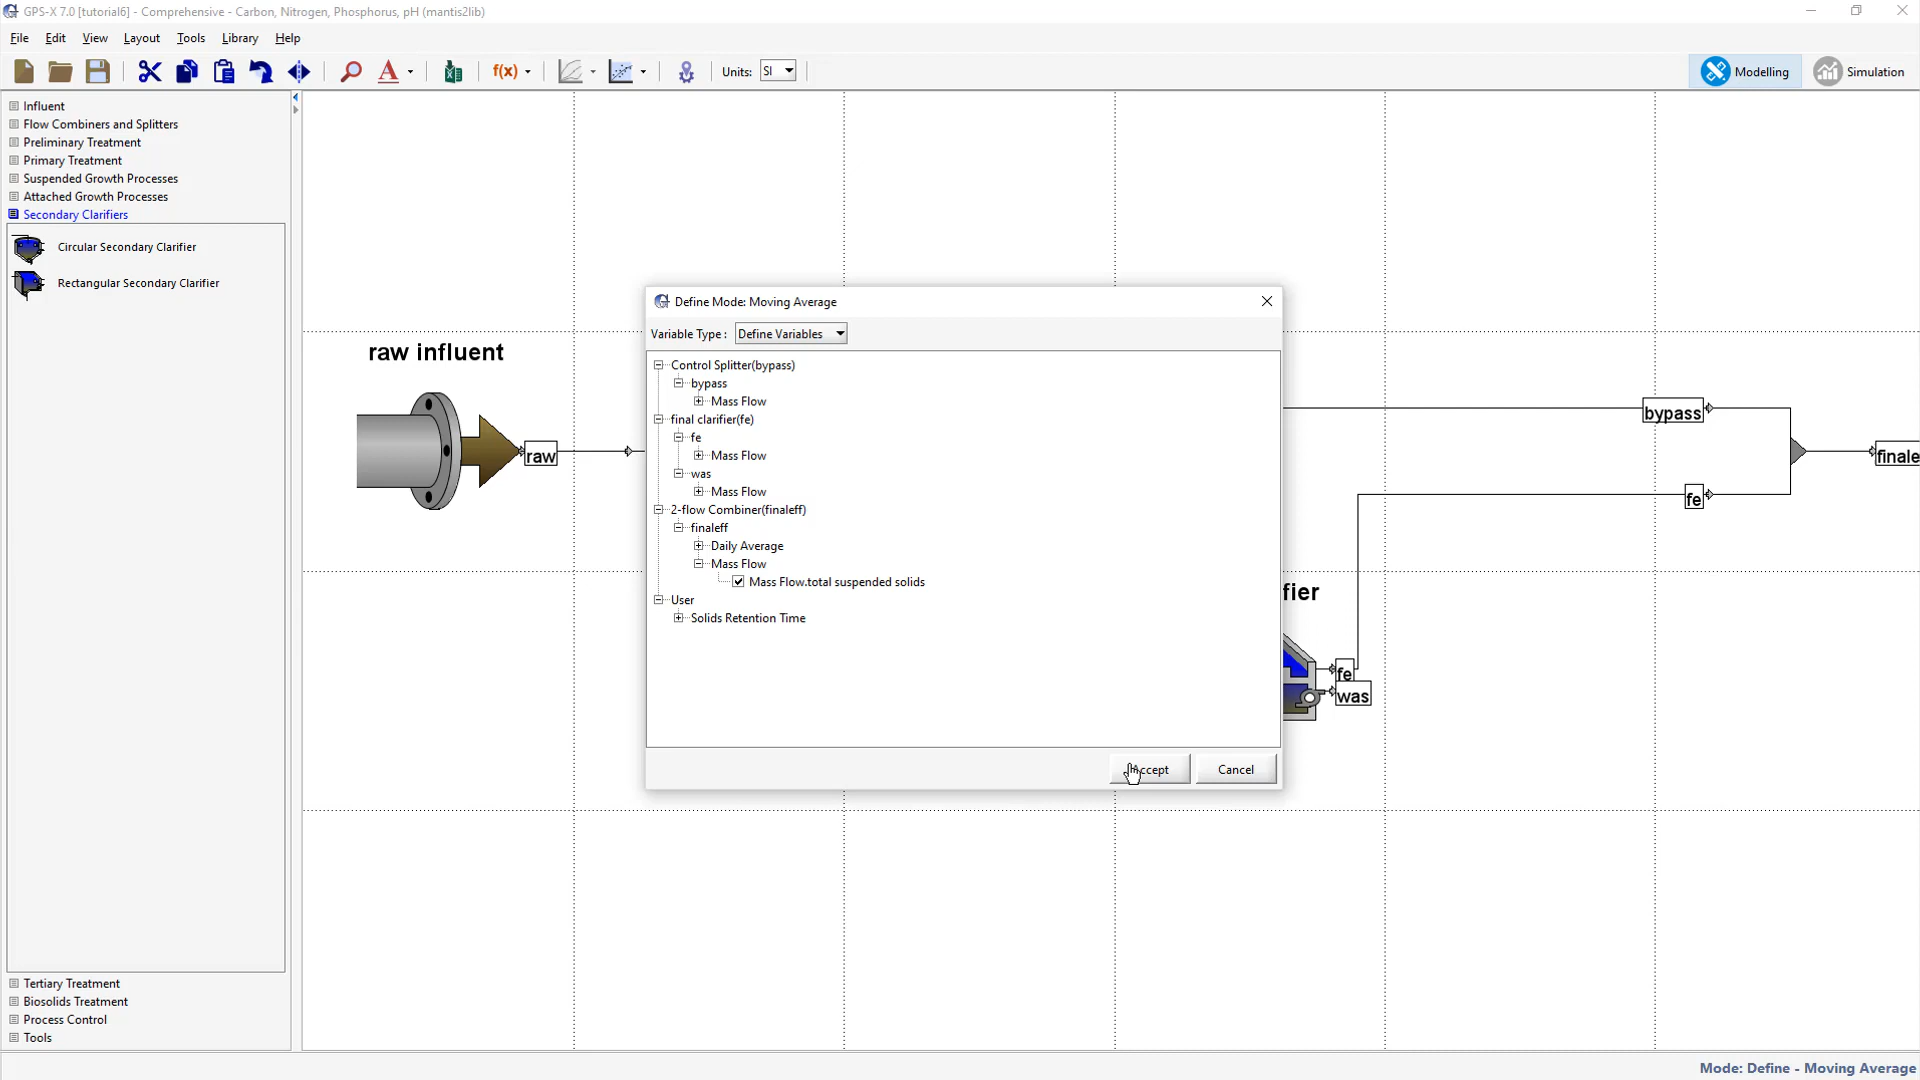 GPS-X 7.0 [tutorial6] - Comprehensive - Carbon, Nitrogen, Phosphorus, pH (mantis2lib)
File Edit View Layout Tools Library Help
A f(x) Units: SI Modelling Simulation
Influent
Flow Combiners and Splitters
Preliminary Treatment
Primary Treatment
Suspended Growth Processes
Attached Growth Processes
Secondary Clarifiers
Circular Secondary Clarifier
Rectangular Secondary Clarifier
Tertiary Treatment
Biosolids Treatment
Process Control
Tools
raw influent
raw
Define Mode: Moving Average
Variable Type : Define Variables
Control Splitter(bypass)
bypass
Mass Flow
final clarifier(fe)
fe
Mass Flow
was
Mass Flow
2-flow Combiner(finaleff)
finaleff
Daily Average
Mass Flow
Mass Flow.total suspended solids
User
Solids Retention Time
Accept Cancel
bypass
finale
fe
fier
fe
was
Mode: Define - Moving Average